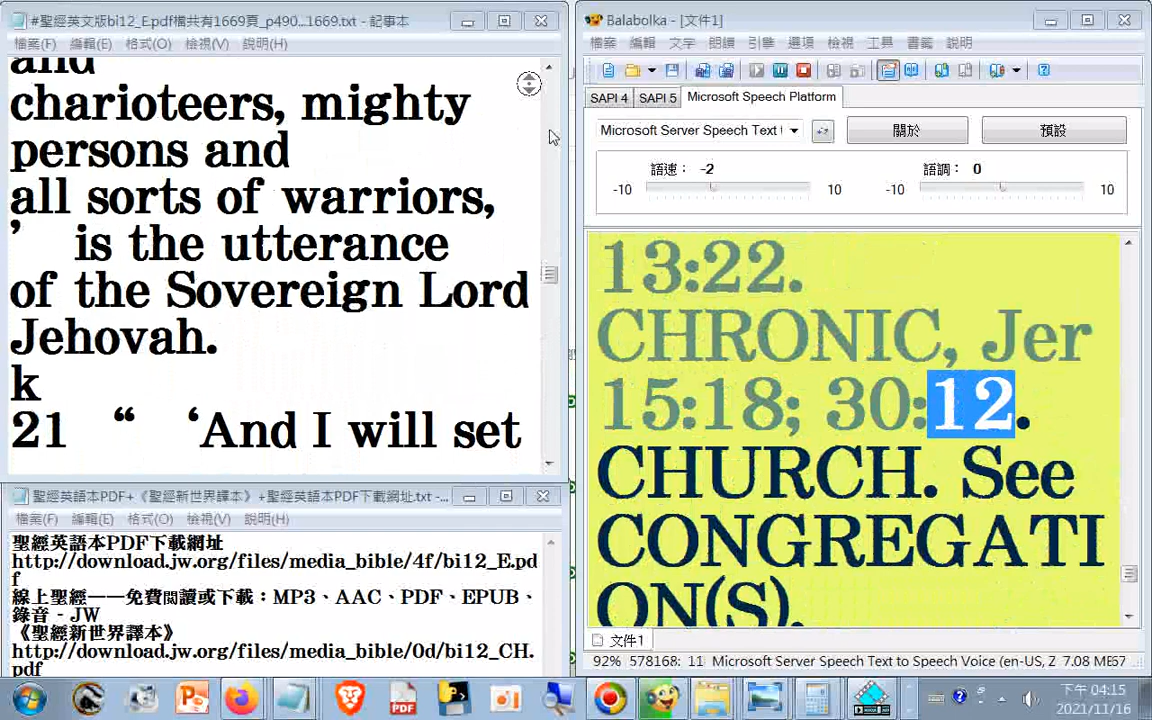 #聖經英文版bi12_E.pdf檔共有1669頁_p490...1669.txt - 記事本
檔案(F) 編輯(E) 格式(O) 檢視(V) 說明(H)
and
charioteers, mighty
persons and
all sorts of warriors,
’ is the utterance
of the Sovereign Lord
Jehovah.
k
21 “ ‘And I will set
聖經英語本PDF+《聖經新世界譯本》+聖經英語本PDF下載網址.txt - ...
檔案(F) 編輯(E) 格式(O) 檢視(V) 說明(H)
聖經英語本PDF下載網址
http://download.jw.org/files/media_bible/4f/bi12_E.pd
f
線上聖經——免費閱讀或下載：MP3、AAC、PDF、EPUB、
錄音 - JW
《聖經新世界譯本》
http://download.jw.org/files/media_bible/0d/bi12_CH.
pdf
Balabolka - [文件1]
檔案 編輯 文字 朗讀 引擎 選項 檢視 工具 書籤 說明
SAPI 4 SAPI 5 Microsoft Speech Platform
Microsoft Server Speech Text t 關於 預設
語速： -2 語調： 0
-10 10 -10 10
13:22.
CHRONIC, Jer
15:18; 30:12.
CHURCH. See
CONGREGATI
ON(S).
文件1
92% 578168: 11 Microsoft Server Speech Text to Speech Voice (en-US, Z 7.08 ME57
下午 04:15
2021/11/16